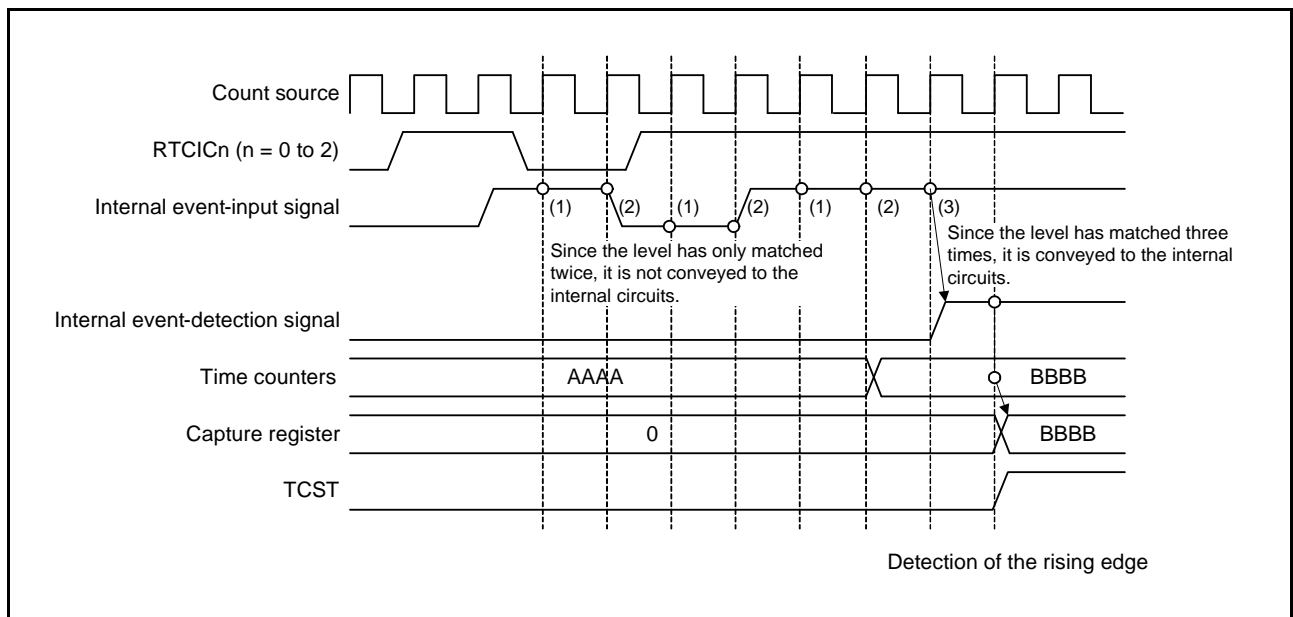 Count source
RTCICn (n = 0 to 2)
Internal event-input signal
(1) (2) (1) (2) (1) (2) (3)
Since the level has only matched
twice, it is not conveyed to the
internal circuits.
Since the level has matched three
times, it is conveyed to the internal
circuits.
Internal event-detection signal
Time counters AAAA BBBB
Capture register 0 BBBB
TCST
Detection of the rising edge